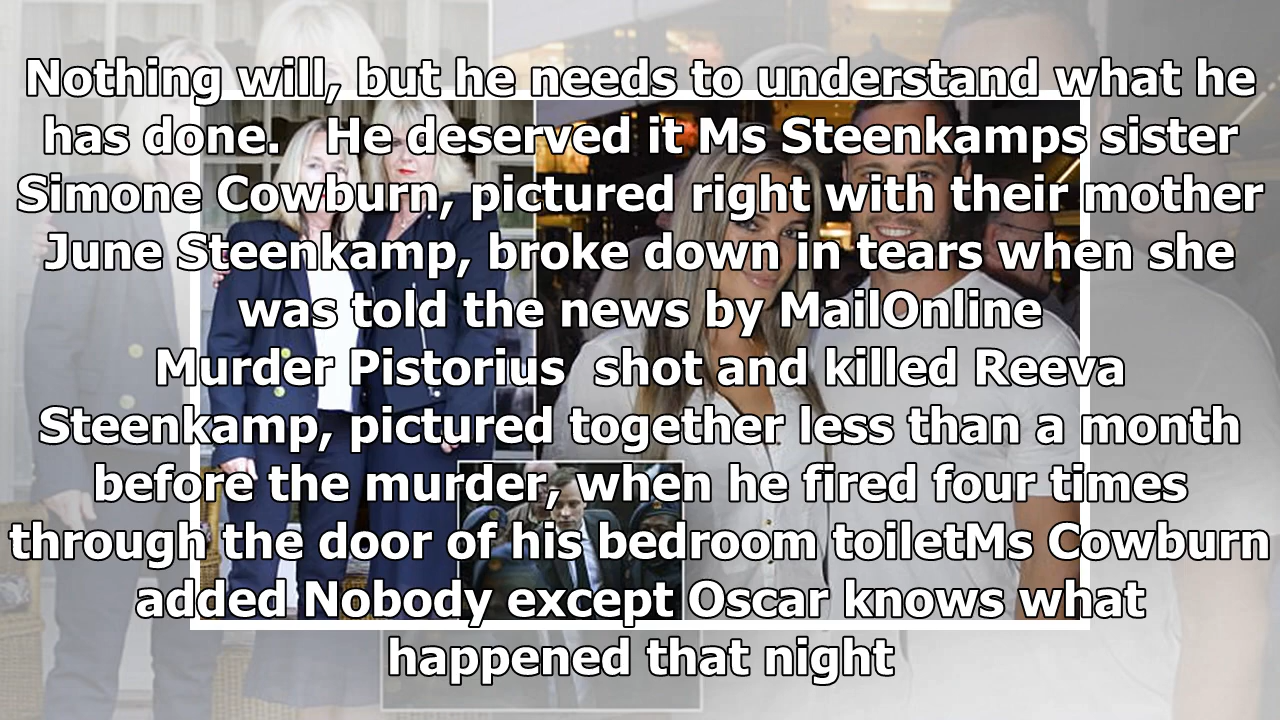 Nothing will, but he needs to understand what he
has done.   He deserved it Ms Steenkamps sister
Simone Cowburn, pictured right with their mother
June Steenkamp, broke down in tears when she
was told the news by MailOnline
Murder Pistorius  shot and killed Reeva
Steenkamp, pictured together less than a month
before the murder, when he fired four times
through the door of his bedroom toiletMs Cowburn
added Nobody except Oscar knows what
happened that night